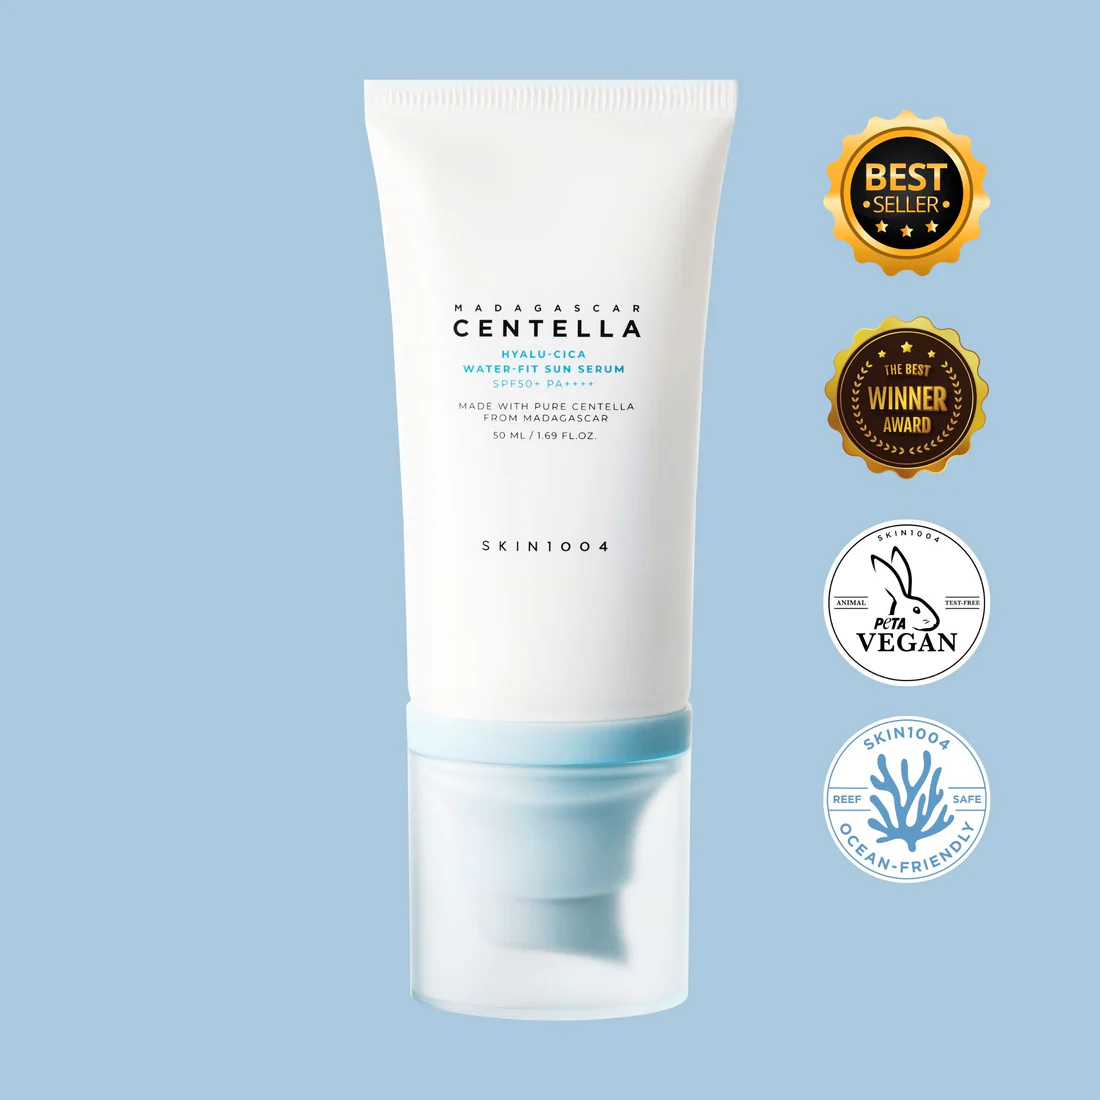 MADAGASCAR
CENTELLA
HYALU-CICA
WATER-FIT SUN SERUM
SPF50+ PA++++
MADE WITH PURE CENTELLA
FROM MADAGASCAR
50 ML / 1.69 FL.OZ.
SKIN1004
BEST
SELLER
THE BEST
WINNER
AWARD
SKIN1004
ANIMAL TEST-FREE
PeTA
VEGAN
SKIN1004
REEF SAFE
OCEAN-FRIENDLY